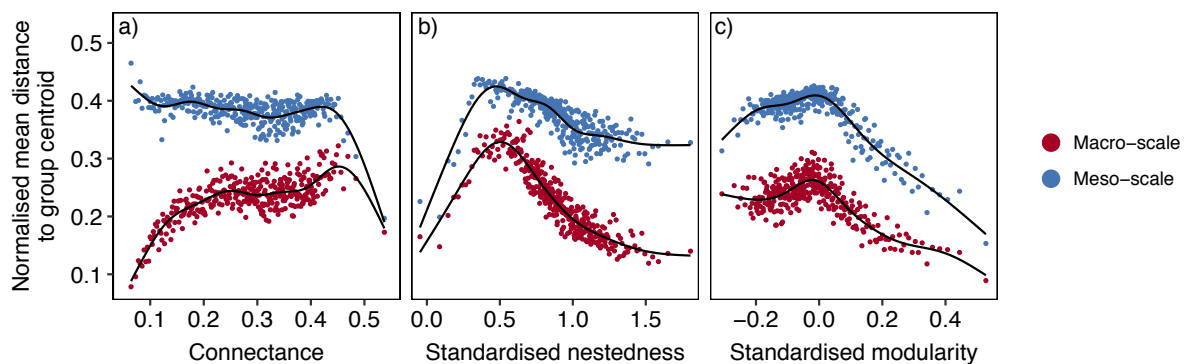 Normalised mean distance
to group centroid
0.5
0.4
0.3
0.2
0.1
a)
0.1 0.2 0.3 0.4 0.5
Connectance
b)
0.0 0.5 1.0 1.5
Standardised nestedness
c)
−0.2 0.0 0.2 0.4
Standardised modularity
Macro−scale
Meso−scale